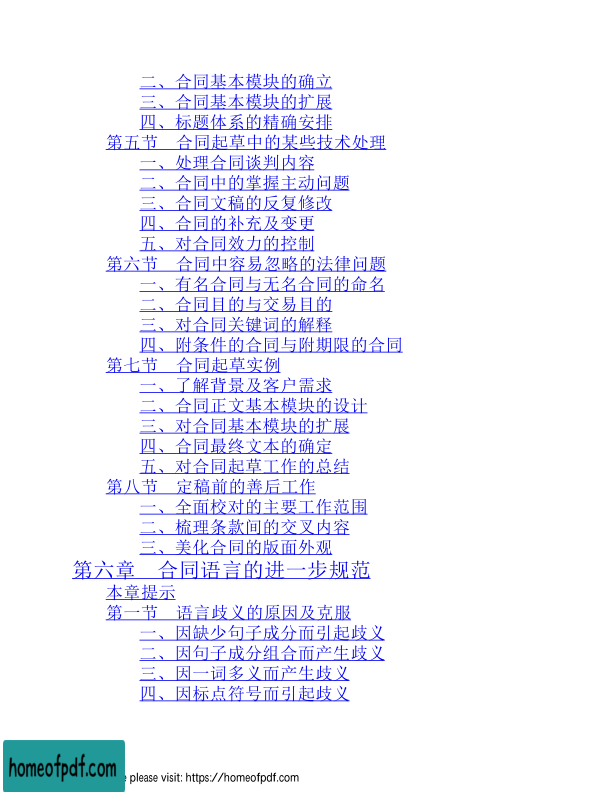 二、合同基本模块的确立
三、合同基本模块的扩展
四、标题体系的精确安排
第五节　合同起草中的某些技术处理
一、处理合同谈判内容
二、合同中的掌握主动问题
三、合同文稿的反复修改
四、合同的补充及变更
五、对合同效力的控制
第六节　合同中容易忽略的法律问题
一、有名合同与无名合同的命名
二、合同目的与交易目的
三、对合同关键词的解释
四、附条件的合同与附期限的合同
第七节　合同起草实例
一、了解背景及客户需求
二、合同正文基本模块的设计
三、对合同基本模块的扩展
四、合同最终文本的确定
五、对合同起草工作的总结
第八节　定稿前的善后工作
一、全面校对的主要工作范围
二、梳理条款间的交叉内容
三、美化合同的版面外观
第六章　合同语言的进一步规范
本章提示
第一节　语言歧义的原因及克服
一、因缺少句子成分而引起歧义
二、因句子成分组合而产生歧义
三、因一词多义而产生歧义
四、因标点符号而引起歧义
homeofpdf.com
please visit: https://homeofpdf.com